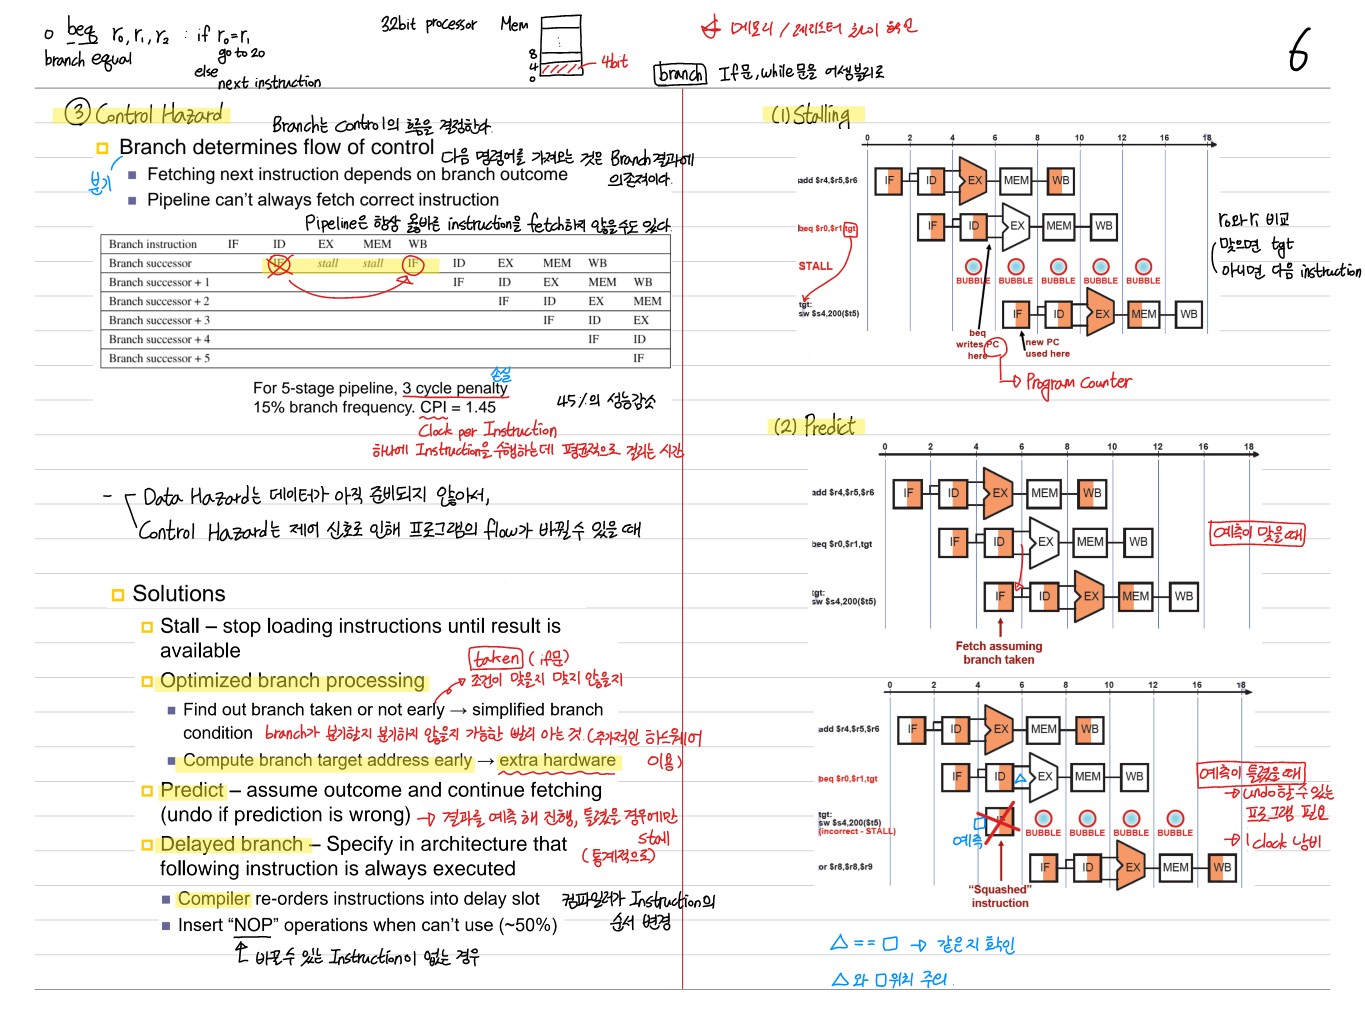 o beq r0, r1, r2 : if r0=r1
branch equal
go to 20
else
next instruction
32bit processor
Mem
8
4
0
4bit
메모리 / 레지스터 차이 확인
branch If문, while문을 어셈블리로
6
③ Control Hazard
Branch는 Control의 흐름을 결정한다.
Branch determines flow of control
다음 명령어를 가져오는 것은 Branch 결과에
의존적이다.
분기
Fetching next instruction depends on branch outcome
Pipeline can't always fetch correct instruction
Pipeline은 항상 옳바른 instruction을 fetch하지 않을수도 있다.
Branch instruction IF ID EX MEM WB
Branch successor IF stall stall IF ID EX MEM WB
Branch successor + 1 IF ID EX MEM WB
Branch successor + 2 IF ID EX MEM
Branch successor + 3 IF ID EX
Branch successor + 4 IF ID
Branch successor + 5 IF
손실
For 5-stage pipeline, 3 cycle penalty
15% branch frequency. CPI = 1.45
45%의 성능감소
Clock per Instruction
하나에 Instruction을 수행하는데 평균적으로 걸리는 시간
- Data Hazard는 데이터가 아직 준비되지 않아서,
Control Hazard는 제어 신호로 인해 프로그램의 flow가 바뀔 수 있을 때
Solutions
Stall – stop loading instructions until result is
available
taken (if문)
조건이 맞을지 맞지 않을지
Optimized branch processing
Find out branch taken or not early → simplified branch
condition
branch가 분기할지 분기하지 않을지 가능한 빨리 아는 것. (추가적인 하드웨어
이용)
Compute branch target address early → extra hardware
Predict – assume outcome and continue fetching
(undo if prediction is wrong)
→ 결과를 예측 해 진행, 틀렸을 경우에만
stall
(통계적으로)
Delayed branch – Specify in architecture that
following instruction is always executed
Compiler re-orders instructions into delay slot
컴파일러가 Instruction의
순서 변경
Insert “NOP” operations when can't use (~50%)
바꿀 수 있는 Instruction이 없는 경우
(1) Stalling
0 2 4 6 8 10 12 14 16 18
add $r4,$r5,$r6 IF ID EX MEM WB
beq $r0,$r1,tgt IF ID EX MEM WB
STALL
BUBBLE BUBBLE BUBBLE BUBBLE BUBBLE
tgt:
sw $s4,200($t5) IF ID EX MEM WB
beq
writes PC
here
new PC
used here
→ Program Counter
r0와 r1 비교
맞으면 tgt
아니면 다음 instruction
(2) Predict
0 2 4 6 8 10 12 14 16 18
add $r4,$r5,$r6 IF ID EX MEM WB
beq $r0,$r1,tgt IF ID EX MEM WB
예측이 맞을 때
tgt:
sw $s4,200($t5) IF ID EX MEM WB
Fetch assuming
branch taken
0 2 4 6 8 10 12 14 16 18
add $r4,$r5,$r6 IF ID EX MEM WB
beq $r0,$r1,tgt IF ID EX MEM WB
예측이 틀렸을 때
→ undo 할 수 있는
프로그램 필요
→ 1 clock 낭비
tgt:
sw $s4,200($t5) IF
(incorrect - STALL)
예측
BUBBLE BUBBLE BUBBLE BUBBLE
or $r8,$r8,$r9 IF ID EX MEM WB
“Squashed”
instruction
△ == □ → 같은지 확인
△와 □위치 주의.